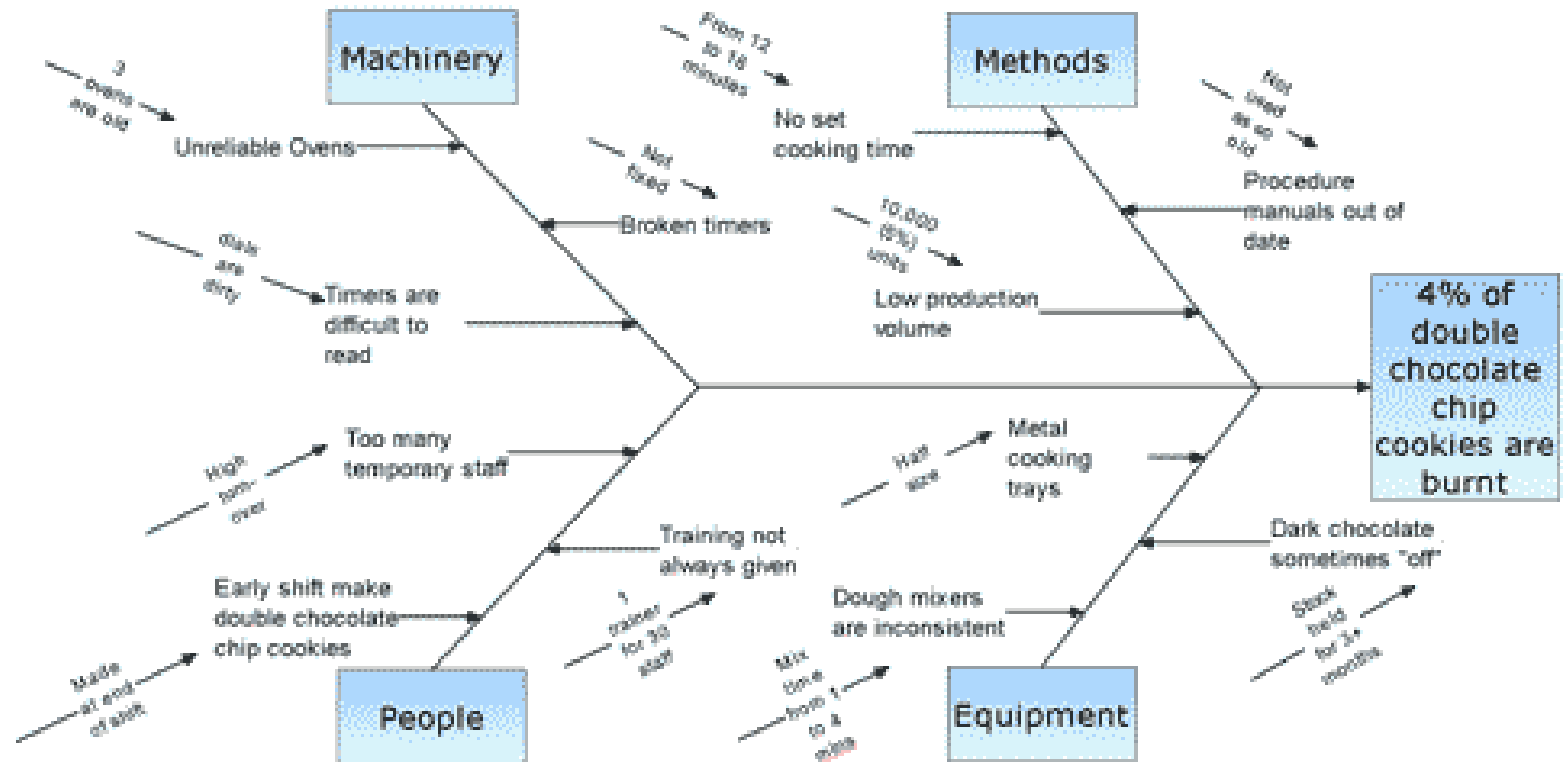 Machinery
3
ovens
are old
Unreliable Ovens
Not
fixed
Broken timers
dials
are
dirty
Timers are
difficult to
read
Methods
From 12
to 18
minutes
No set
cooking time
Not
used
as so
old
Procedure
manuals out of
date
10,000
(5%)
units
Low production
volume
4% of
double
chocolate
chip
cookies are
burnt
High
turn-
over
Too many
temporary staff
1
trainer
for 30
staff
Training not
always given
Made
at end
of shift
Early shift make
double chocolate
chip cookies
People
Half
size
Metal
cooking
trays
Stock
held
for 3+
months
Dark chocolate
sometimes "off"
Mix
time
from 1
to 4
mins
Dough mixers
are inconsistent
Equipment